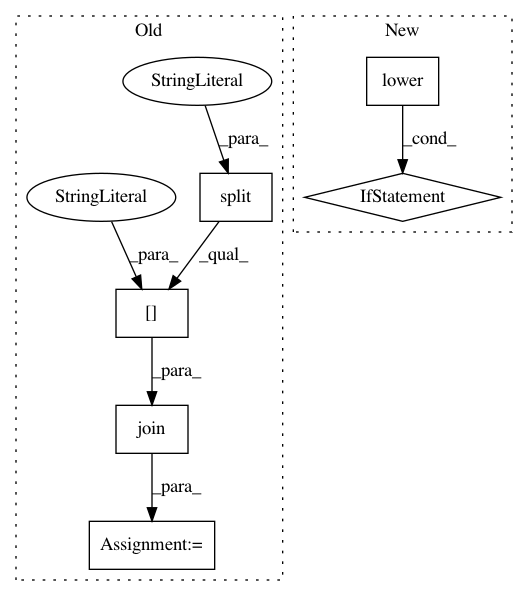 Old
New
StringLiteral
lower
_para_
_cond_
StringLiteral
split
IfStatement
_para_
_qual_
[]
_para_
join
_para_
Assignment:=